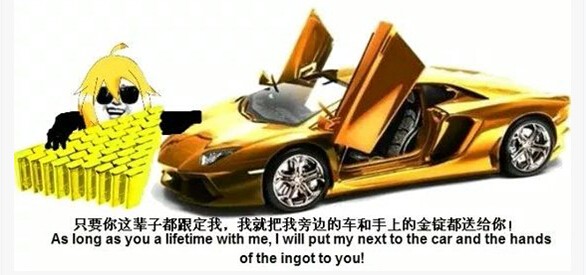 只要你这辈子都跟定我，我就把我旁边的车和手上的金锭都送给你！
As long as you a lifetime with me, I will put my next to the car and the hands
of the ingot to you!